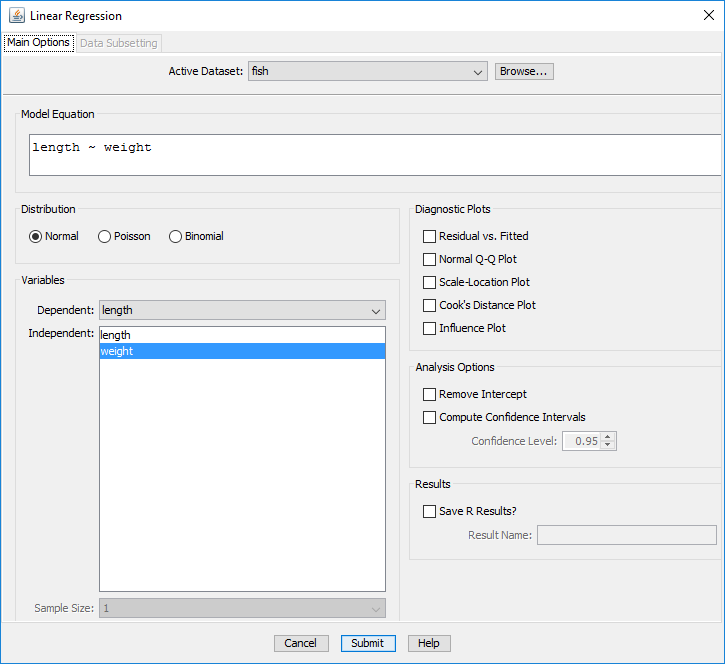 Linear Regression
Main Options Data Subsetting
Active Dataset: fish Browse...
Model Equation
length ~ weight
Distribution
Normal Poisson Binomial
Variables
Dependent: length
Independent: length
weight
Sample Size: 1
Diagnostic Plots
Residual vs. Fitted
Normal Q-Q Plot
Scale-Location Plot
Cook's Distance Plot
Influence Plot
Analysis Options
Remove Intercept
Compute Confidence Intervals
Confidence Level: 0.95
Results
Save R Results?
Result Name:
Cancel Submit Help